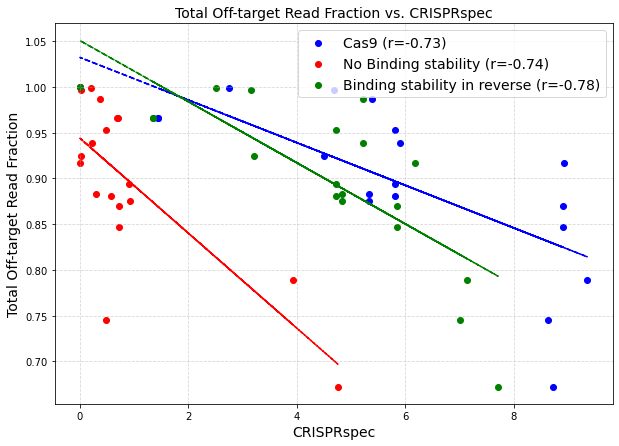 Total Off-target Read Fraction vs. CRISPRspec
Cas9 (r=-0.73)
No Binding stability (r=-0.74)
Binding stability in reverse (r=-0.78)
Total Off-target Read Fraction
1.05
1.00
0.95
0.90
0.85
0.80
0.75
0.70
0 2 4 6 8
CRISPRspec